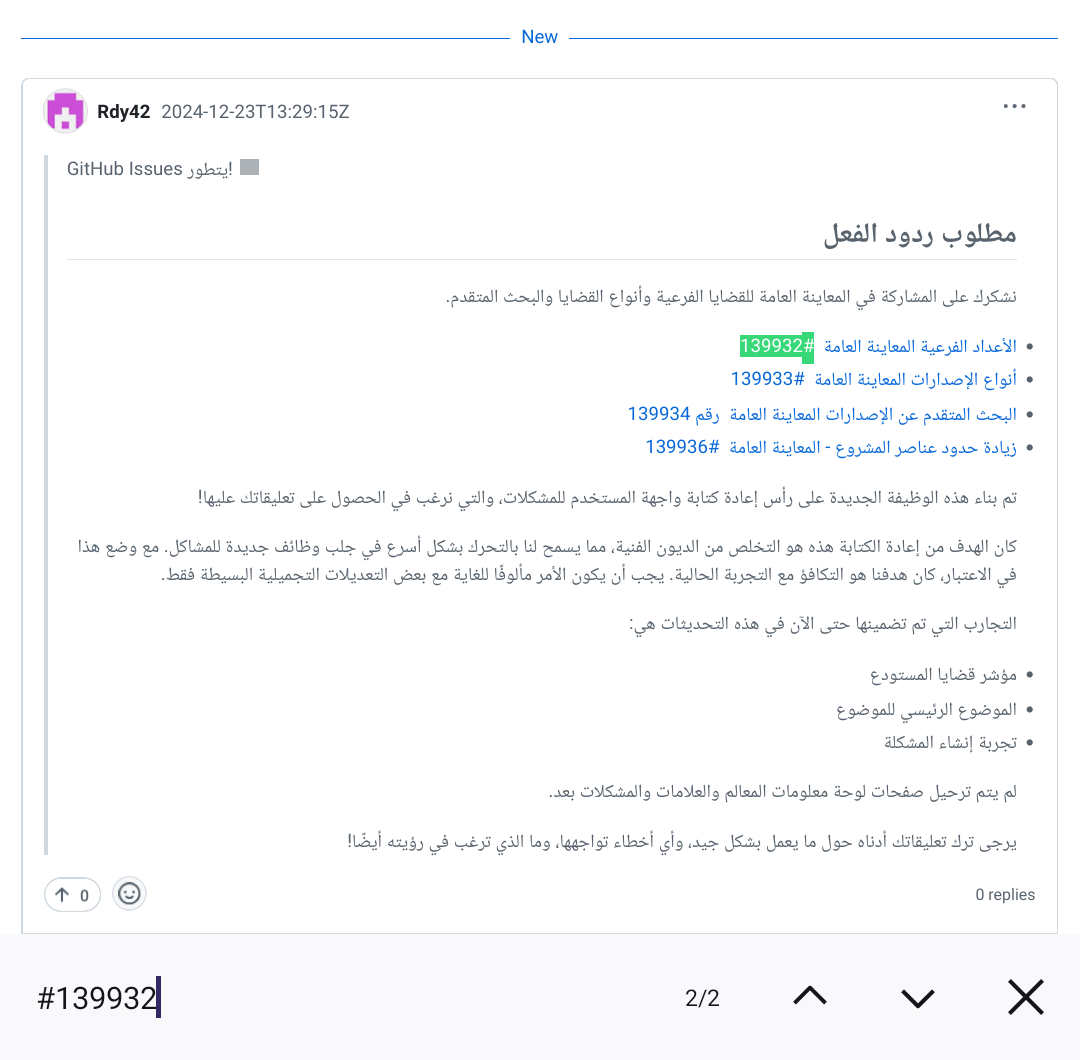 New
Rdy42 2024-12-23T13:29:15Z
GitHub Issues يتطور!
مطلوب ردود الفعل
نشكرك على المشاركة في المعاينة العامة للقضايا الفرعية وأنواع القضايا والبحث المتقدم.
• الأعداد الفرعية المعاينة العامة #139932
• أنواع الإصدارات المعاينة العامة #139933
• البحث المتقدم عن الإصدارات المعاينة العامة رقم 139934
• زيادة حدود عناصر المشروع - المعاينة العامة #139936
تم بناء هذه الوظيفة الجديدة على رأس إعادة كتابة واجهة المستخدم للمشكلات، والتي نرغب في الحصول على تعليقاتك عليها!
كان الهدف من إعادة الكتابة هذه هو التخلص من الديون الفنية، مما يسمح لنا بالتحرك بشكل أسرع في جلب وظائف جديدة للمشاكل. مع وضع هذا
في الاعتبار، كان هدفنا هو التكافؤ مع التجربة الحالية. يجب أن يكون الأمر مألوفًا للغاية مع بعض التعديلات التجميلية البسيطة فقط.
التجارب التي تم تضمينها حتى الآن في هذه التحديثات هي:
• مؤشر قضايا المستودع
• الموضوع الرئيسي للموضوع
• تجربة إنشاء المشكلة
لم يتم ترحيل صفحات لوحة معلومات المعالم والعلامات والمشكلات بعد.
يرجى ترك تعليقاتك أدناه حول ما يعمل بشكل جيد، وأي أخطاء تواجهها، وما الذي ترغب في رؤيته أيضًا!
0 0 replies
#139932 2/2